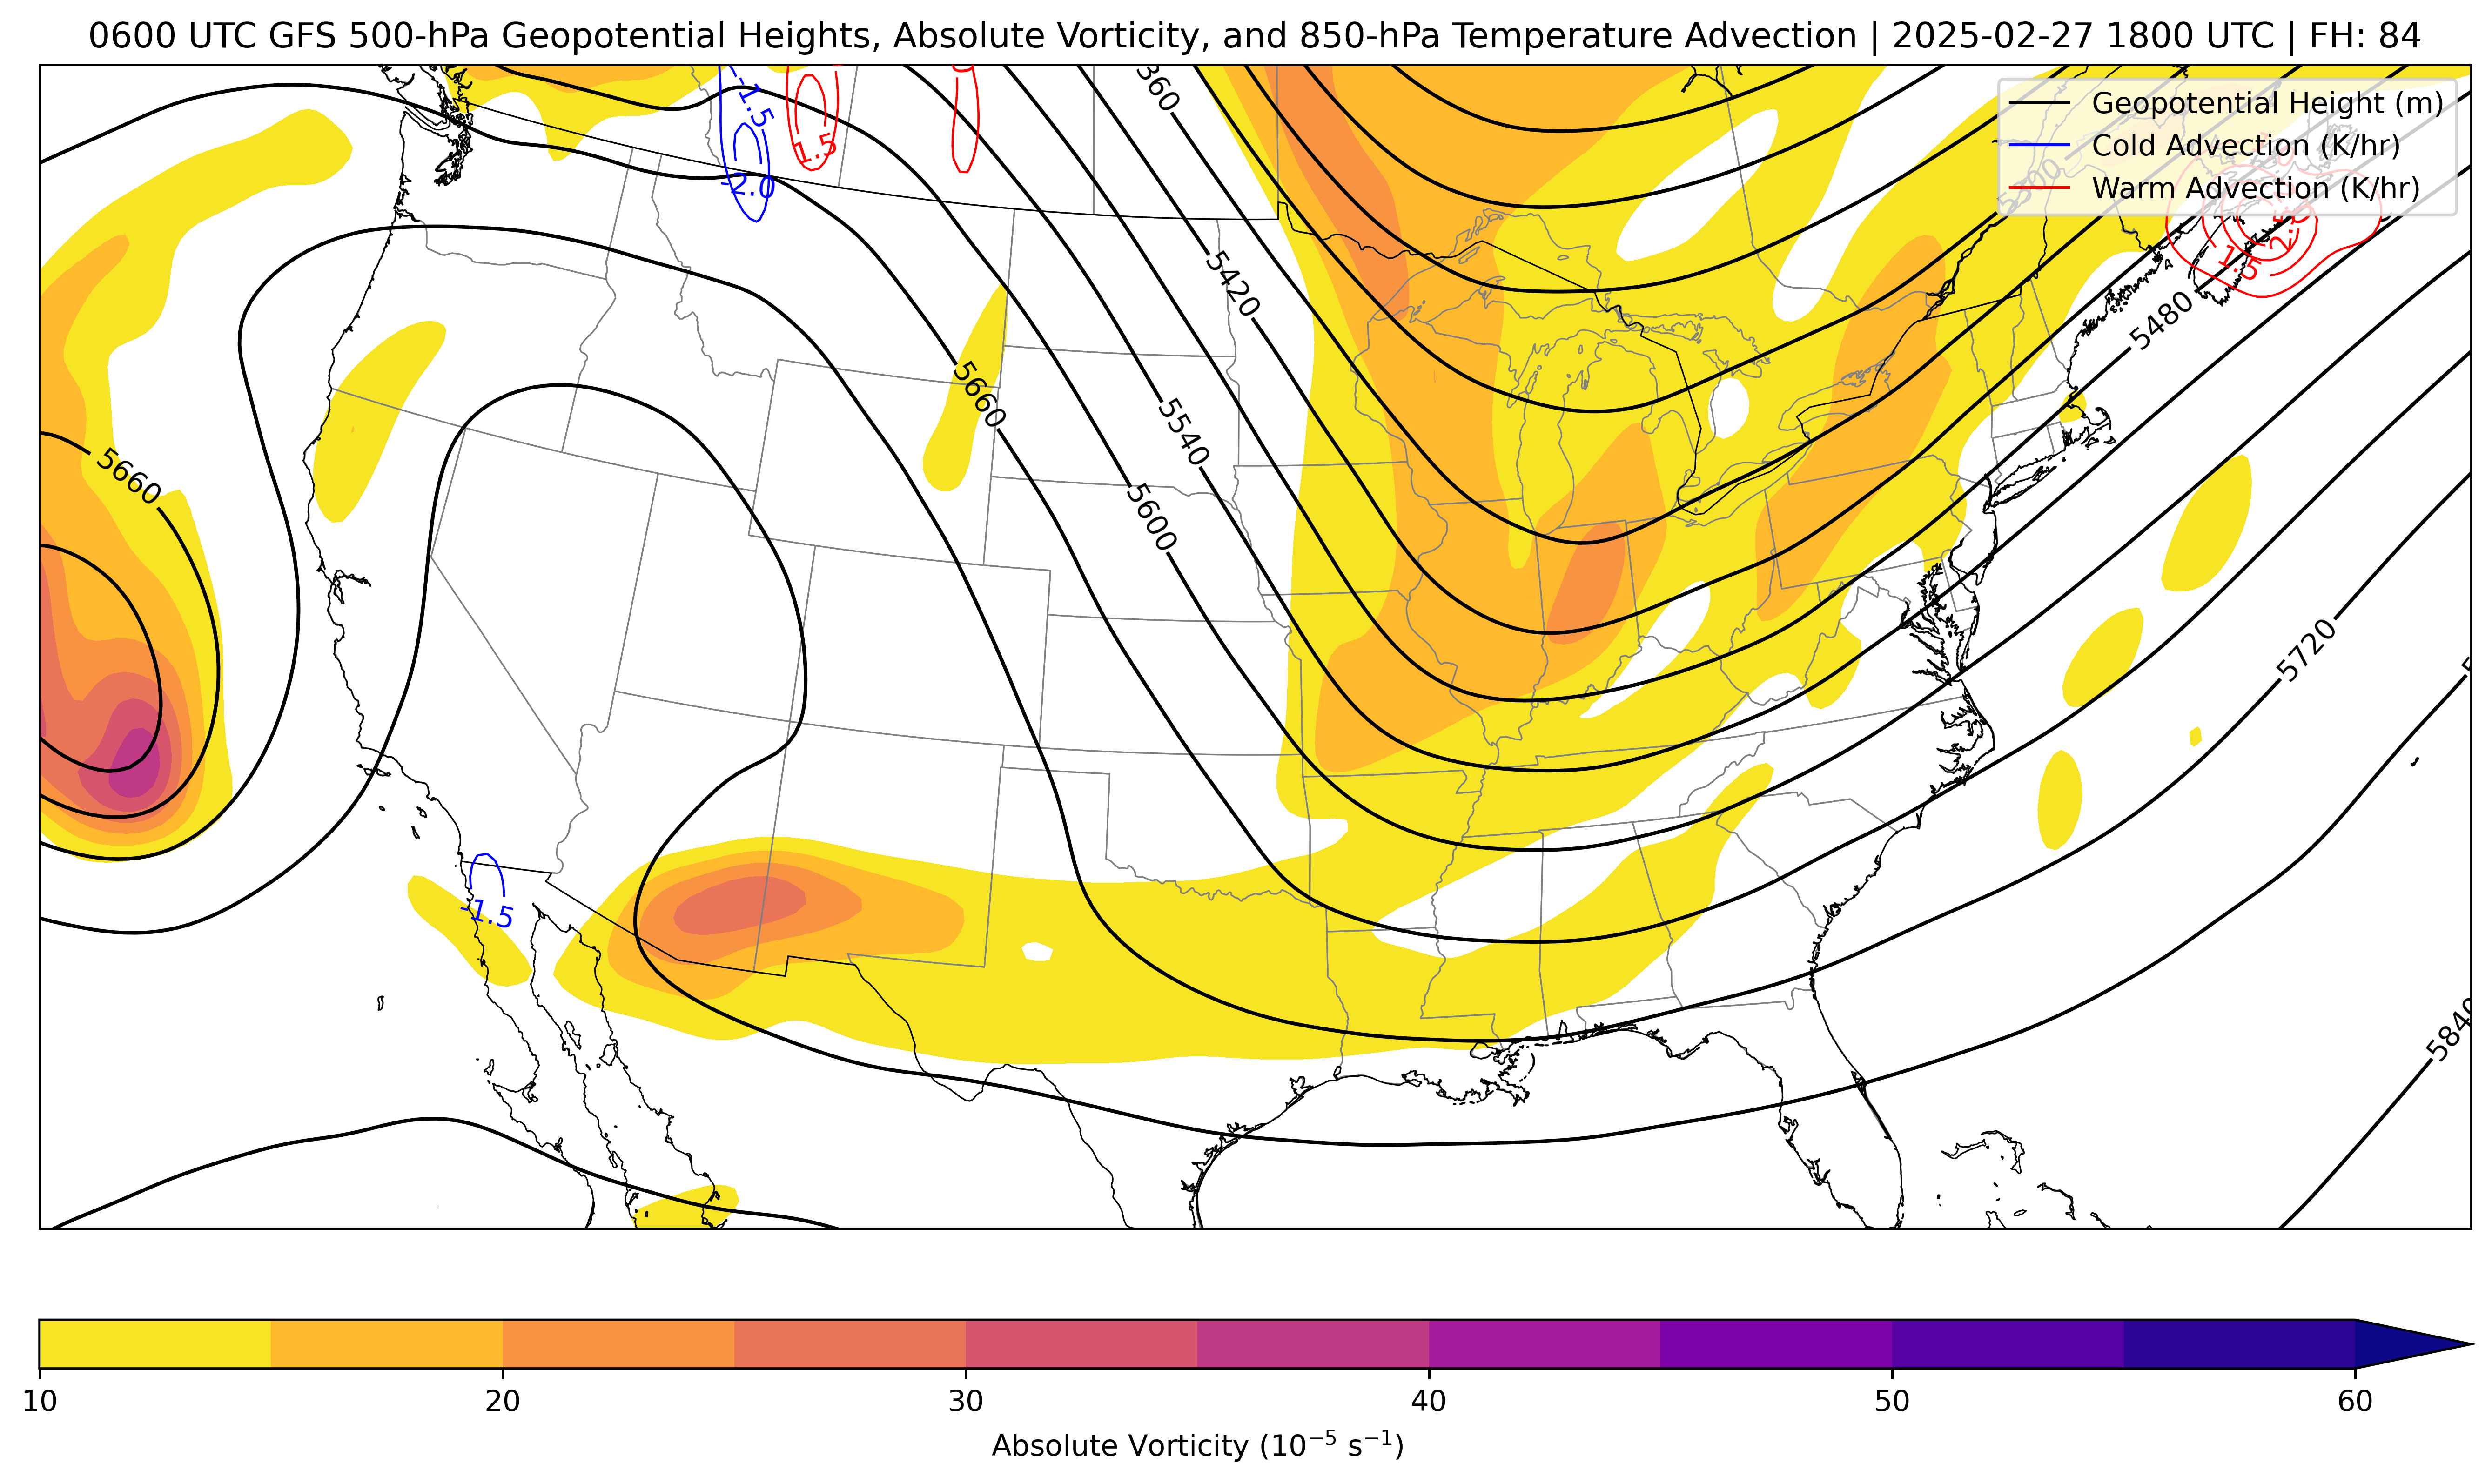 0600 UTC GFS 500-hPa Geopotential Heights, Absolute Vorticity, and 850-hPa Temperature Advection | 2025-02-27 1800 UTC | FH: 84
Geopotential Height (m)
Cold Advection (K/hr)
Warm Advection (K/hr)
-1.5
1.5
-2.0
5420
1.5
5480
5660
5540
5660
5600
5720
-1.5
5840
10 20 30 40 50 60
Absolute Vorticity (10⁻⁵ s⁻¹)